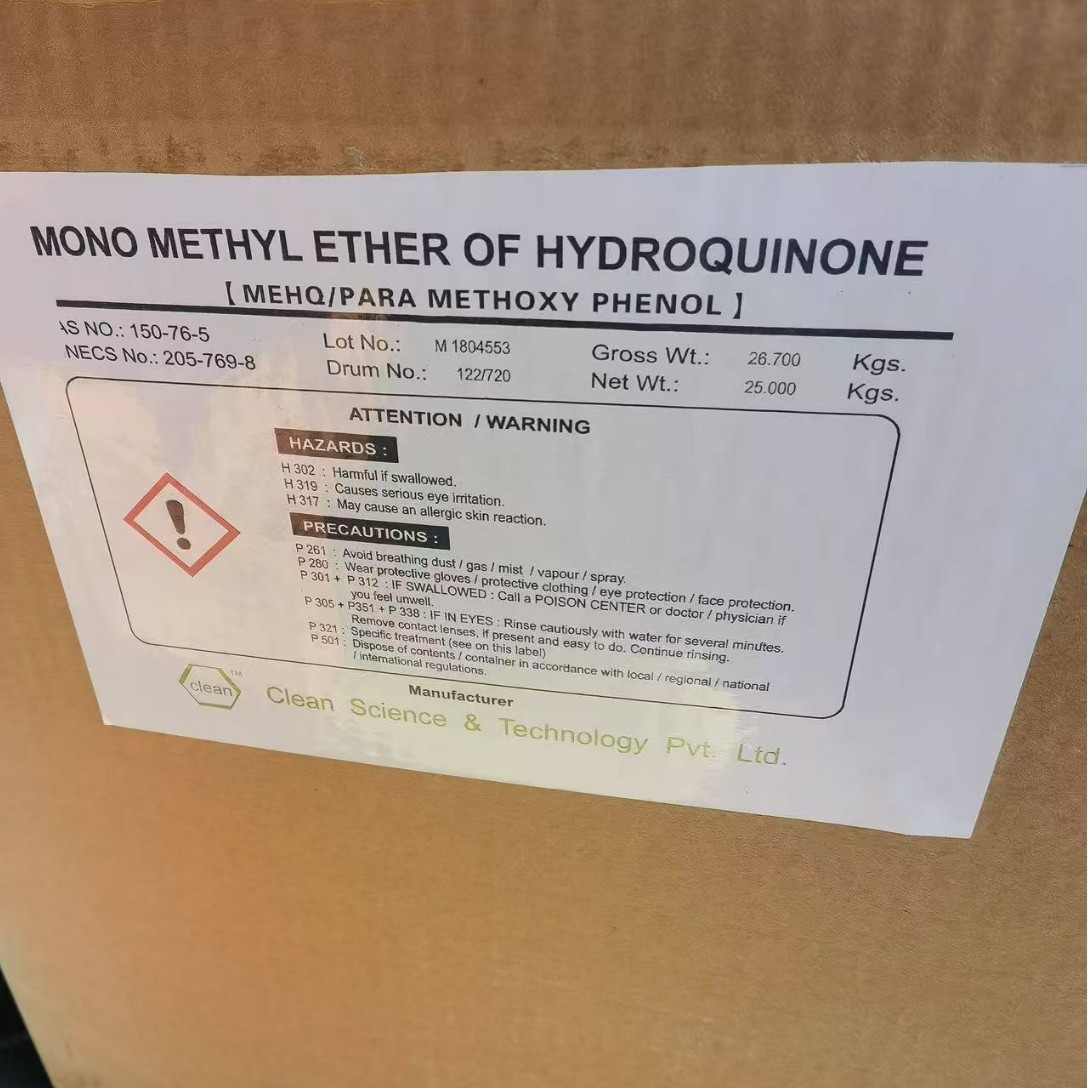 MONO METHYL ETHER OF HYDROQUINONE
【MEHQ/PARA METHOXY PHENOL】
AS NO.: 150-76-5 Lot No.: M 1804553 Gross Wt.: 26.700 Kgs.
NECS No.: 205-769-8 Drum No.: 122/720 Net Wt.: 25.000 Kgs.
ATTENTION / WARNING
HAZARDS :
H 302 : Harmful if swallowed.
H 319 : Causes serious eye irritation.
H 317 : May cause an allergic skin reaction.
PRECAUTIONS :
P 261 : Avoid breathing dust / gas / mist / vapour / spray.
P 280 : Wear protective gloves / protective clothing / eye protection / face protection.
P 301 + P 312 : IF SWALLOWED : Call a POISON CENTER or doctor / physician if
you feel unwell.
P 305 + P351 + P 338 : IF IN EYES : Rinse cautiously with water for several minutes.
Remove contact lenses, if present and easy to do. Continue rinsing.
P 321 : Specific treatment (see on this label)
P 501 : Dispose of contents / container in accordance with local / regional / national
/ international regulations.
Manufacturer
clean TM
Clean Science & Technology Pvt. Ltd.